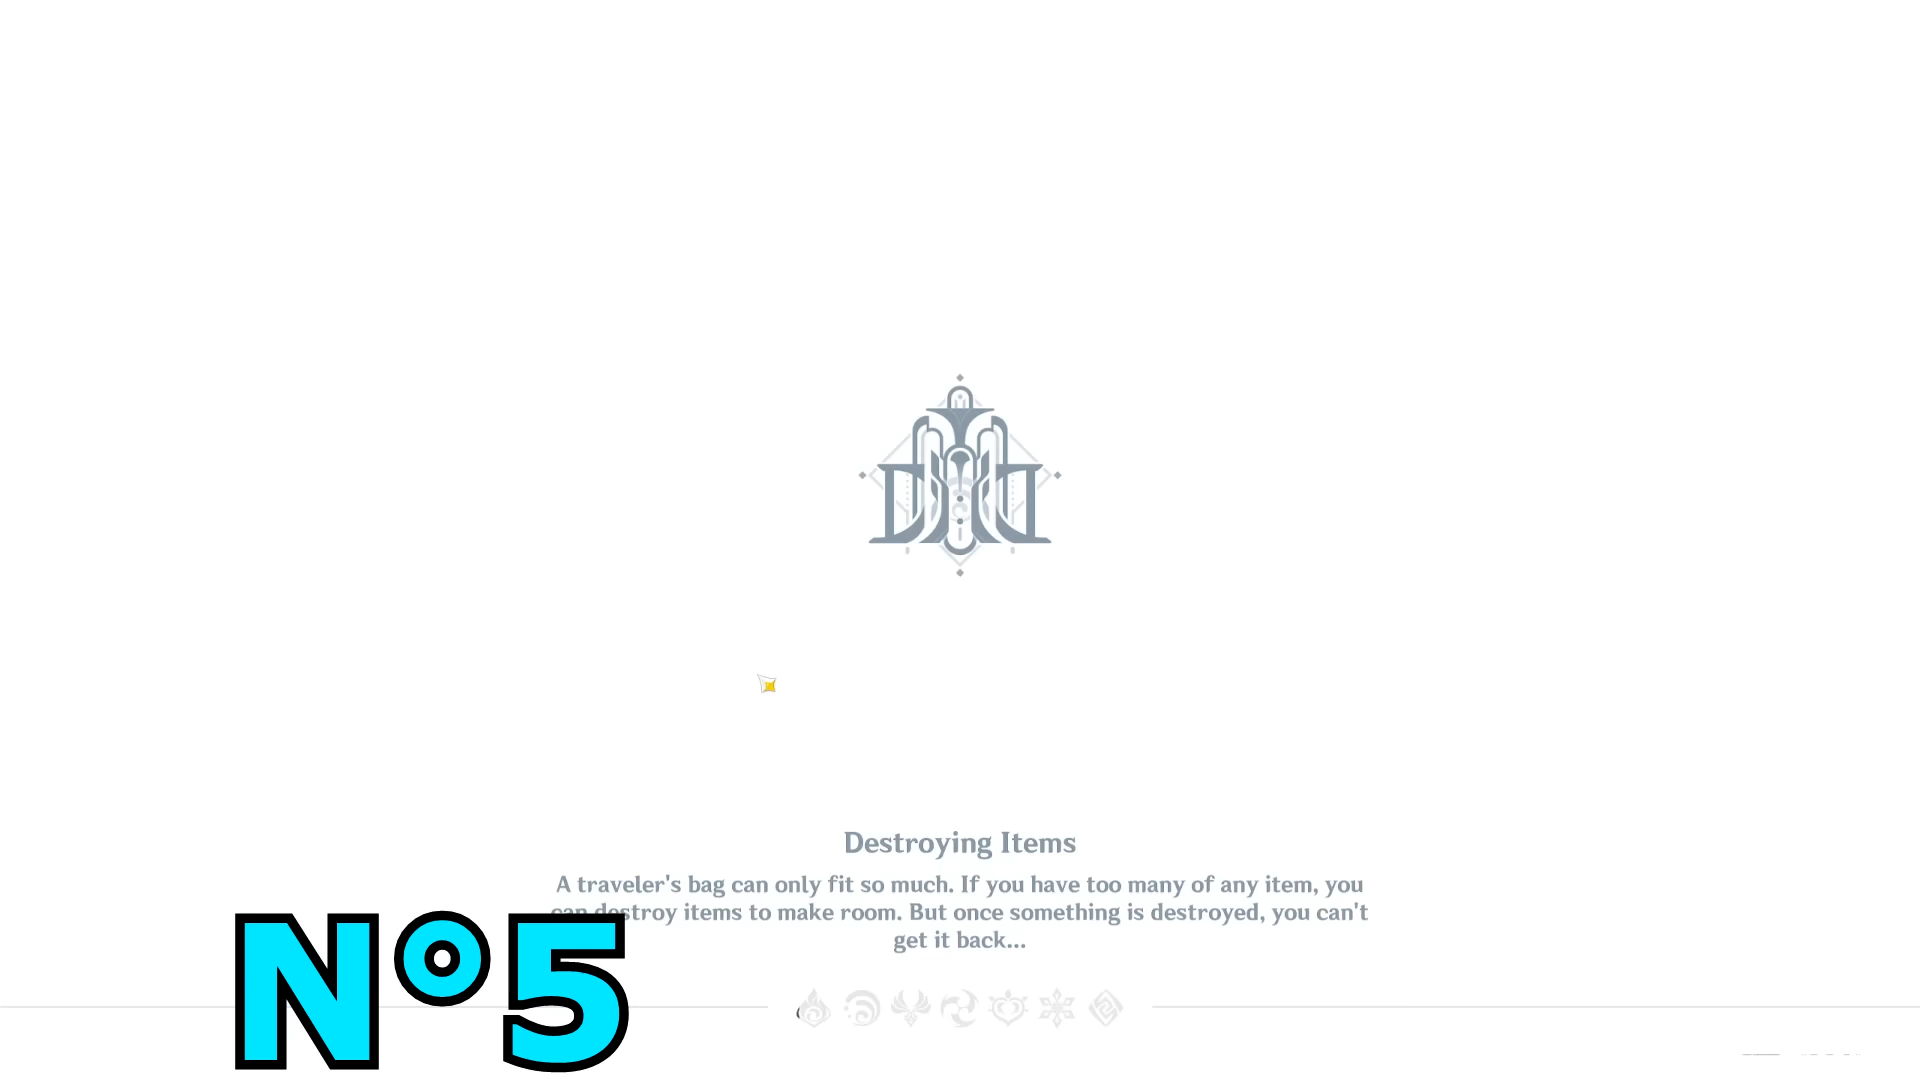 Destroying Items
A traveler's bag can only fit so much. If you have too many of any item, you
can destroy items to make room. But once something is destroyed, you can't
get it back...
N°5